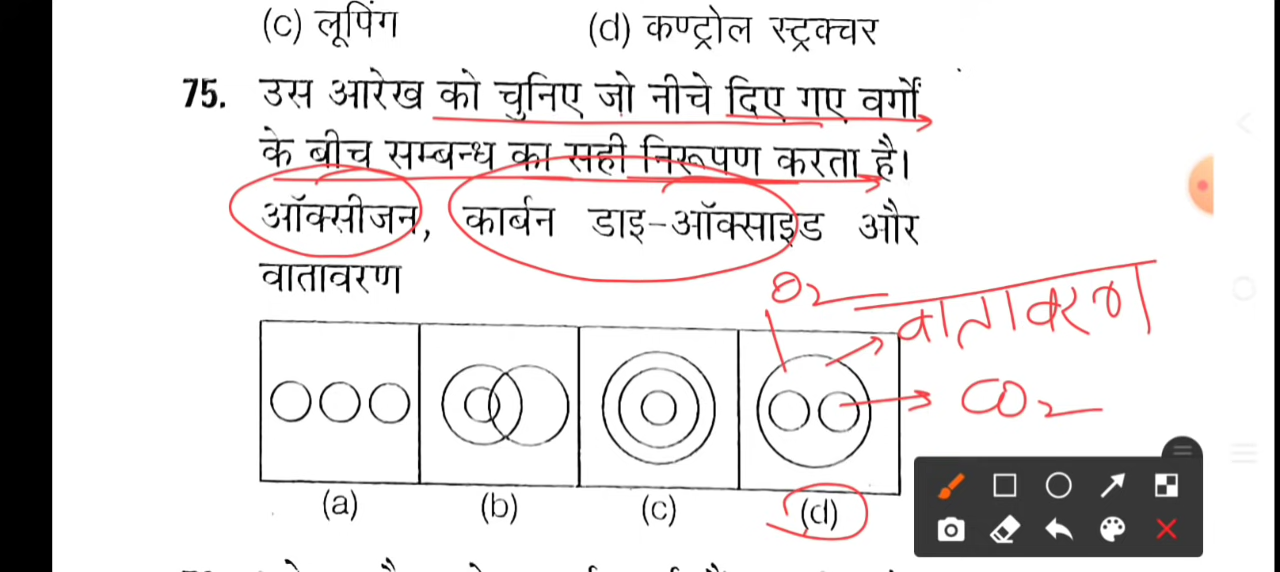 (c) लूपिंग (d) कण्ट्रोल स्ट्रक्चर
75. उस आरेख को चुनिए जो नीचे दिए गए वर्गों
के बीच सम्बन्ध का सही निरूपण करता है।
ऑक्सीजन, कार्बन डाइ-ऑक्साइड और
वातावरण
O2
वातावरण
CO2
(a) (b) (c) (d)